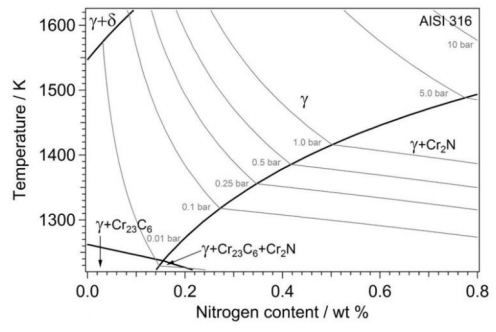 1600
γ+δ
AISI 316
10 bar
1500
γ
5.0 bar
1.0 bar
γ+Cr₂N
1400
0.5 bar
0.25 bar
0.1 bar
1300
γ+Cr₂₃C₆
0.01 bar
γ+Cr₂₃C₆+Cr₂N
0.0
0.2
0.4
0.6
0.8
Temperature / K
Nitrogen content / wt %